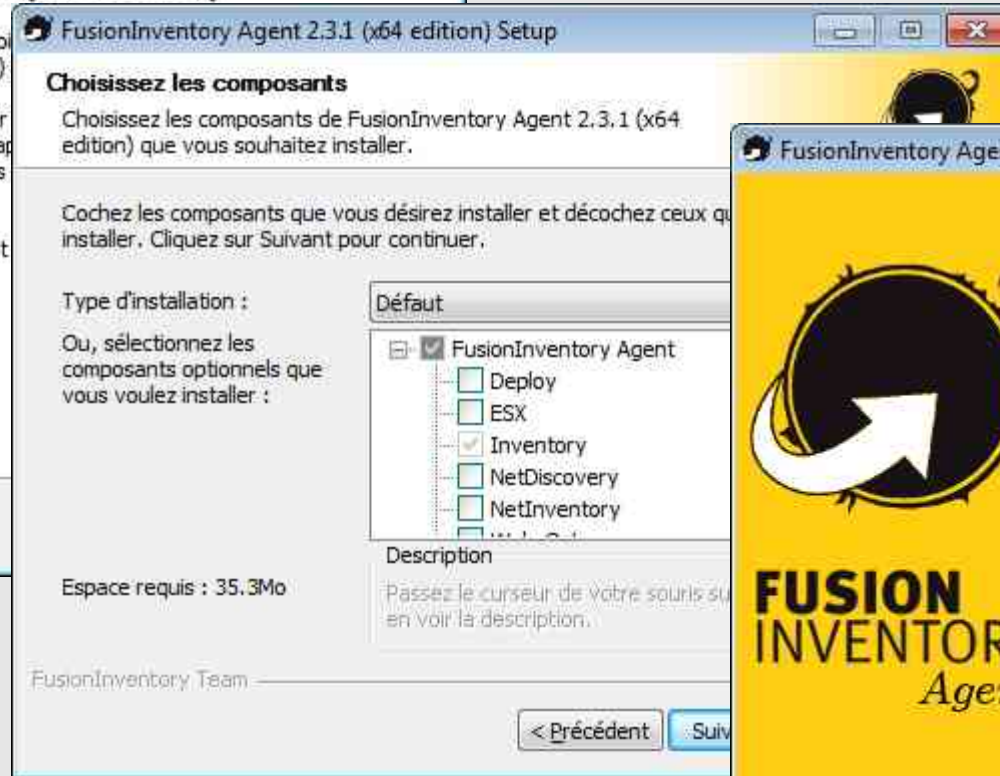 FusionInventory Agent 2.3.1 (x64 edition) Setup
Choisissez les composants
Choisissez les composants de FusionInventory Agent 2.3.1 (x64
edition) que vous souhaitez installer.
Cochez les composants que vous désirez installer et décochez ceux
installer. Cliquez sur Suivant pour continuer.
Type d'installation :
Défaut
Ou, sélectionnez les
composants optionnels que
vous voulez installer :
FusionInventory Agent
Deploy
ESX
Inventory
NetDiscovery
NetInventory
Description
Passez le curseur de votre souris
en voir la description.
Espace requis : 35.3Mo
FusionInventory Team
< Précédent
Suiv
FusionInventory Age
FUSION
INVENTOR
Age